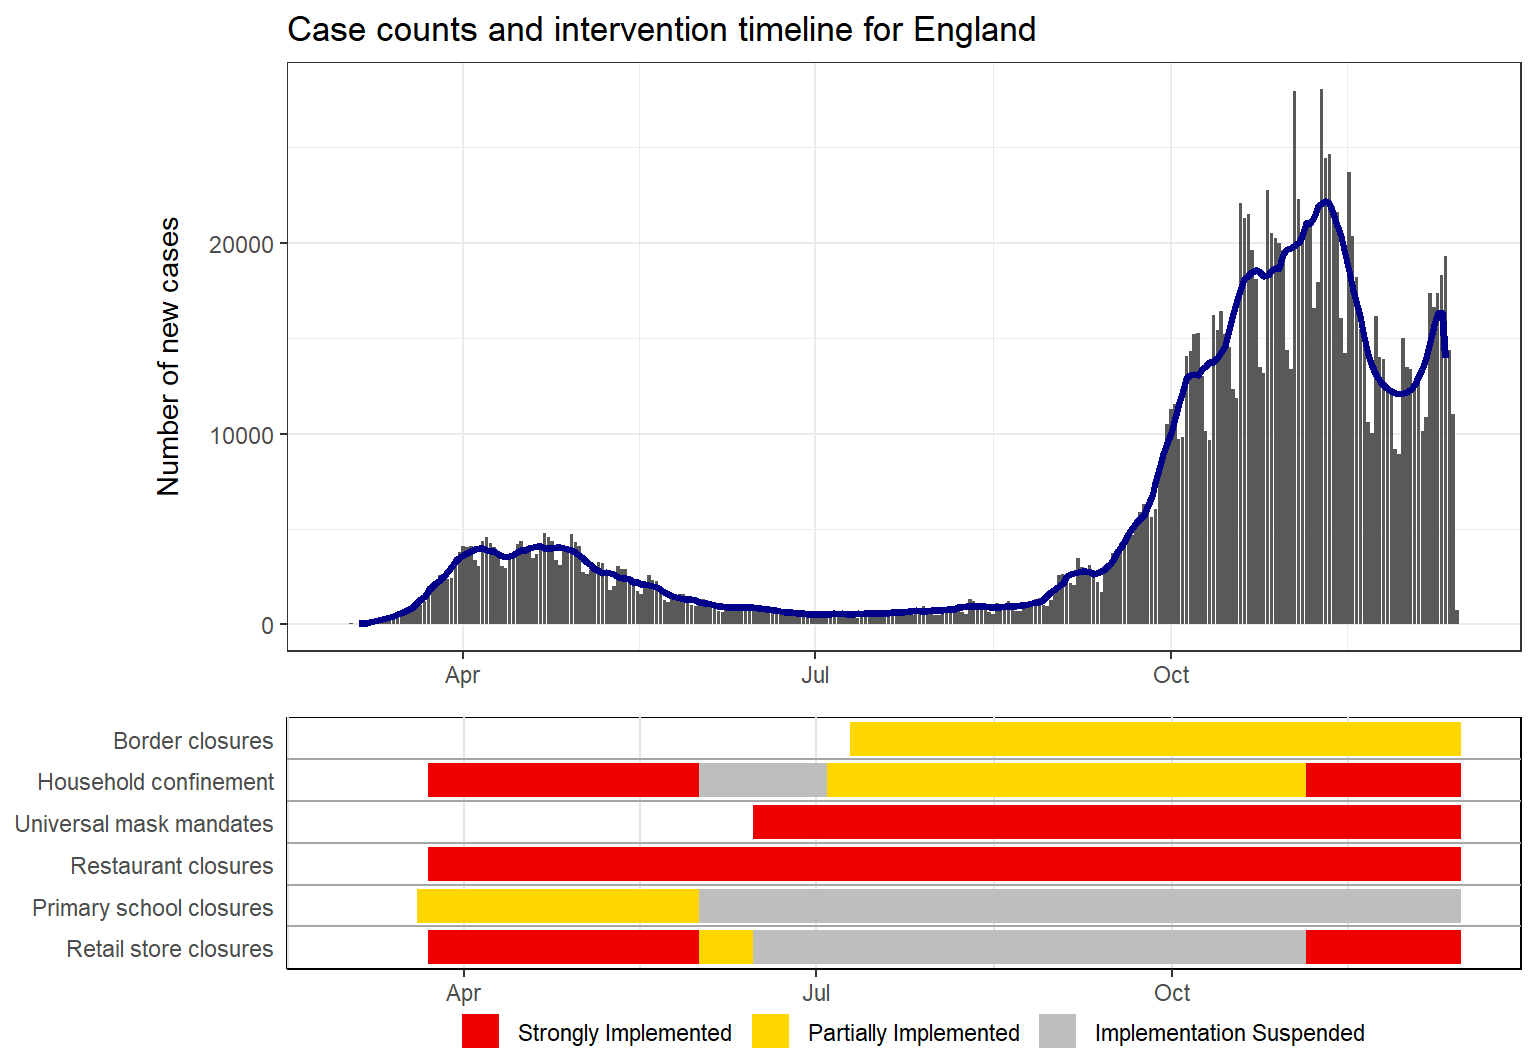 Case counts and intervention timeline for England
Number of new cases
20000
10000
0
Apr Jul Oct
Border closures
Household confinement
Universal mask mandates
Restaurant closures
Primary school closures
Retail store closures
Apr Jul Oct
Strongly Implemented Partially Implemented Implementation Suspended